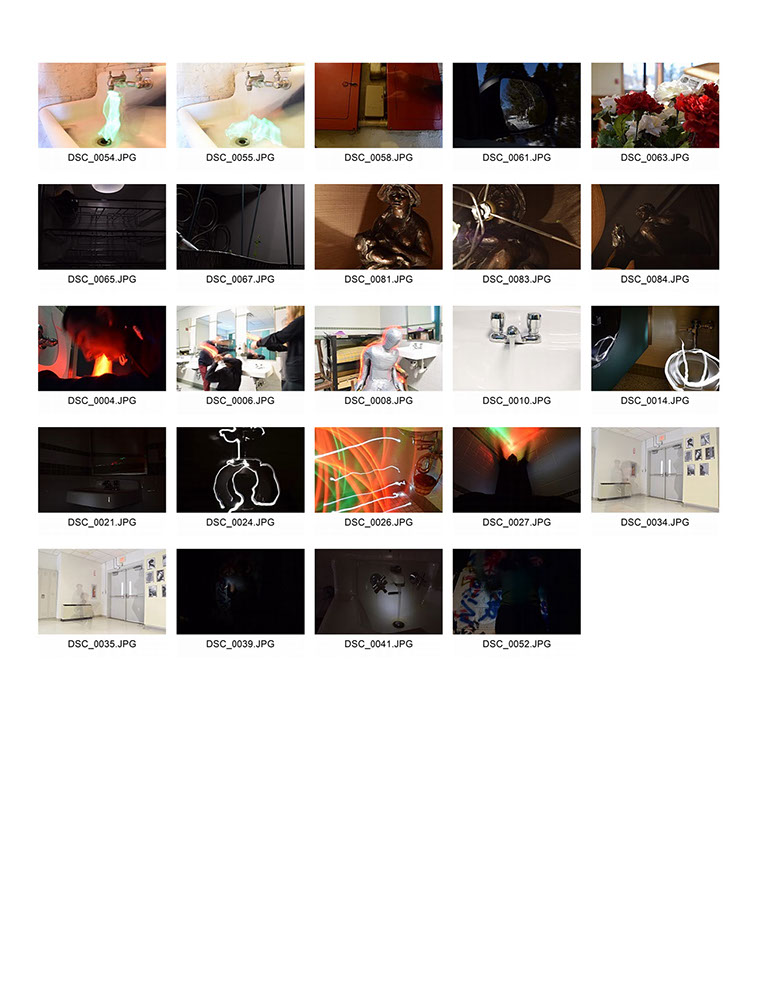 DSC_0054.JPG DSC_0055.JPG DSC_0058.JPG DSC_0061.JPG DSC_0063.JPG
DSC_0065.JPG DSC_0067.JPG DSC_0081.JPG DSC_0083.JPG DSC_0084.JPG
DSC_0004.JPG DSC_0006.JPG DSC_0008.JPG DSC_0010.JPG DSC_0014.JPG
DSC_0021.JPG DSC_0024.JPG DSC_0026.JPG DSC_0027.JPG DSC_0034.JPG
DSC_0035.JPG DSC_0039.JPG DSC_0041.JPG DSC_0052.JPG